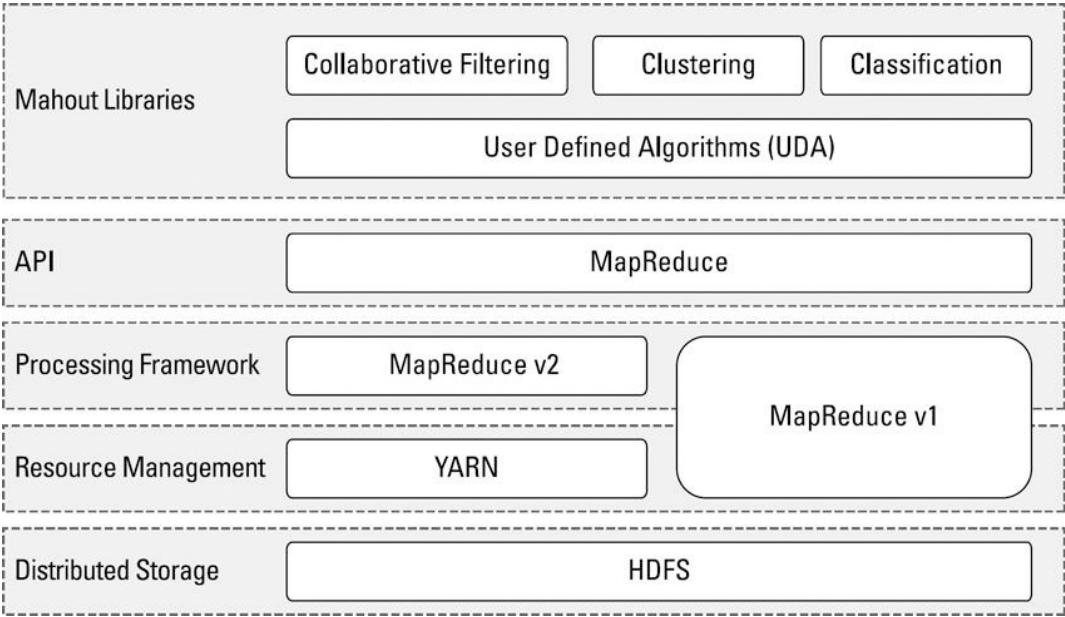 Mahout Libraries
Collaborative Filtering
Clustering
Classification
User Defined Algorithms (UDA)
API
MapReduce
Processing Framework
MapReduce v2
MapReduce v1
Resource Management
YARN
Distributed Storage
HDFS